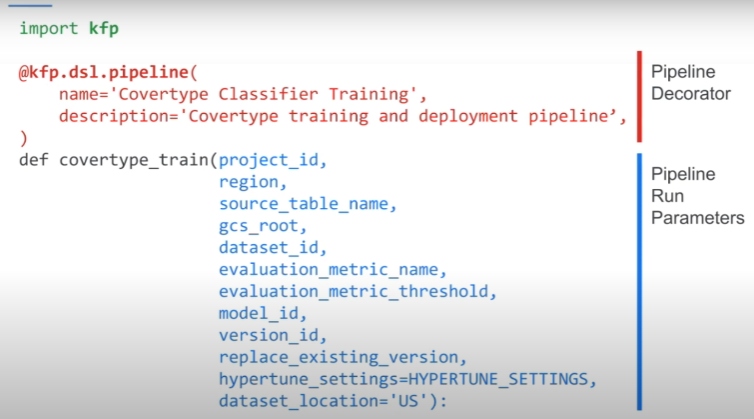 import kfp
@kfp.dsl.pipeline(
    name='Covertype Classifier Training',
    description='Covertype training and deployment pipeline’,
)
def covertype_train(project_id,
                    region,
                    source_table_name,
                    gcs_root,
                    dataset_id,
                    evaluation_metric_name,
                    evaluation_metric_threshold,
                    model_id,
                    version_id,
                    replace_existing_version,
                    hypertune_settings=HYPERTUNE_SETTINGS,
                    dataset_location='US'):
Pipeline
Decorator
Pipeline
Run
Parameters